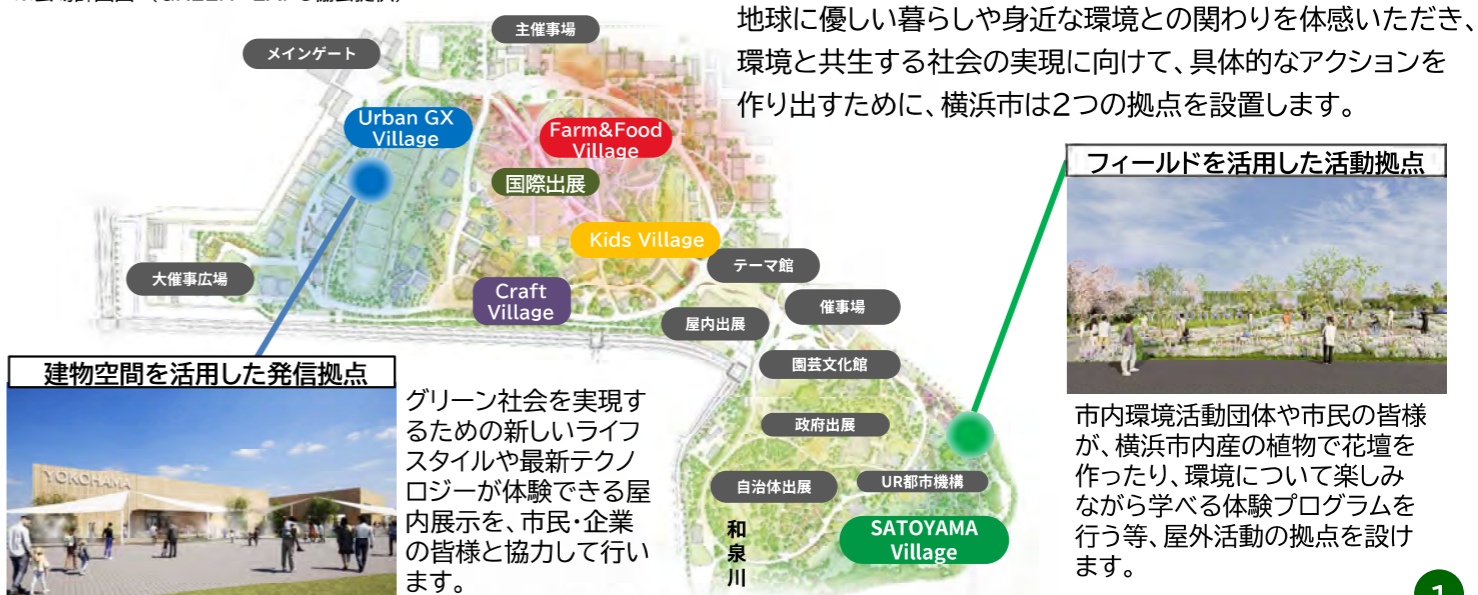 地球に優しい暮らしや身近な環境との関わりを体感いただき、
環境と共生する社会の実現に向けて、具体的なアクションを
作り出すために、横浜市は2つの拠点を設置します。
主催事場
メインゲート
Urban GX
Village
Farm&Food
Village
国際出展
Kids Village
テーマ館
大催事広場
Craft
Village
催事場
屋内出展
園芸文化館
政府出展
自治体出展
UR都市機構
SATOYAMA
Village
和泉川
フィールドを活用した活動拠点
市内環境活動団体や市民の皆様
が、横浜市内産の植物で花壇を
作ったり、環境について楽しみ
ながら学べる体験プログラムを
行う等、屋外活動の拠点を設け
ます。
建物空間を活用した発信拠点
YOKOHAMA
グリーン社会を実現す
るための新しいライフ
スタイルや最新テクノ
ロジーが体験できる屋
内展示を、市民・企業
の皆様と協力して行い
ます。
1